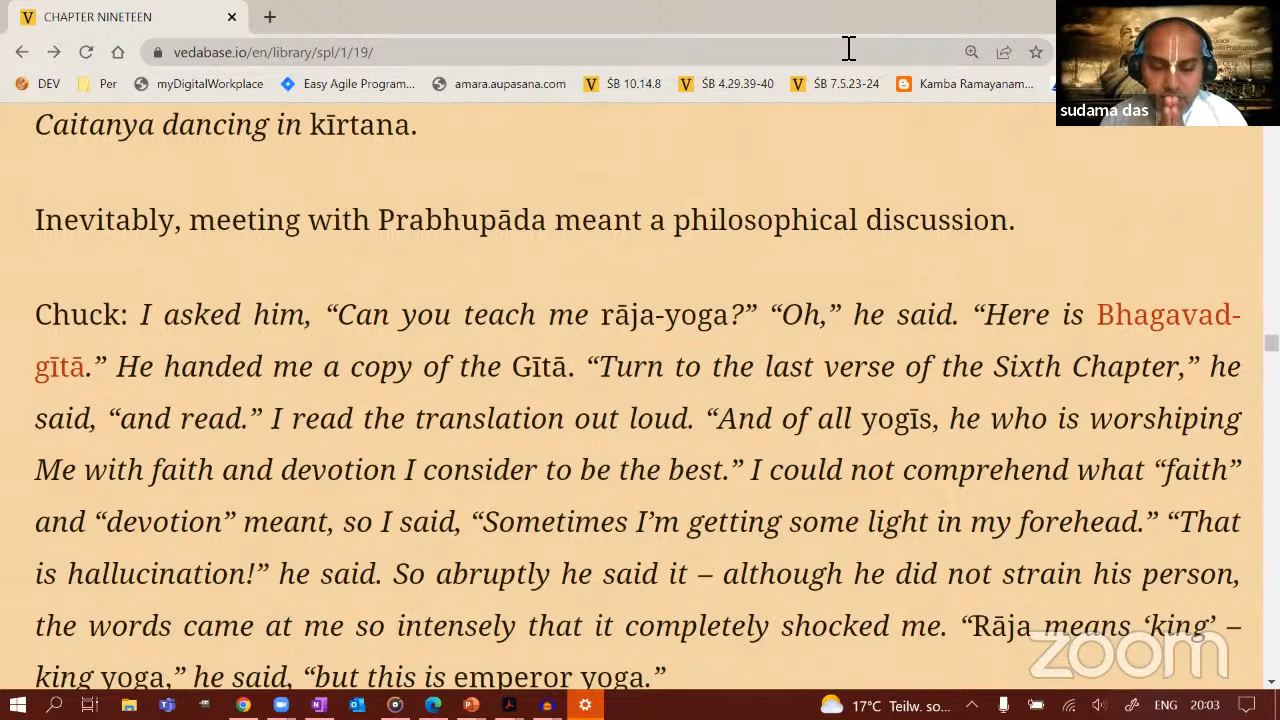 CHAPTER NINETEEN
vedabase.io/en/library/spl/1/19/
DEV Per myDigitalWorkplace Easy Agile Program... amara.aupasana.com ŚB 10.14.8 ŚB 4.29.39-40 ŚB 7.5.23-24 Kamba Ramayanam...
sudama das
Caitanya dancing in kīrtana.
Inevitably, meeting with Prabhupāda meant a philosophical discussion.
Chuck: I asked him, “Can you teach me rāja-yoga?” “Oh,” he said. “Here is Bhagavad-
gītā.” He handed me a copy of the Gītā. “Turn to the last verse of the Sixth Chapter,” he
said, “and read.” I read the translation out loud. “And of all yogīs, he who is worshiping
Me with faith and devotion I consider to be the best.” I could not comprehend what “faith”
and “devotion” meant, so I said, “Sometimes I’m getting some light in my forehead.” “That
is hallucination!” he said. So abruptly he said it – although he did not strain his person,
the words came at me so intensely that it completely shocked me. “Rāja means ‘king’ –
king yoga,” he said, “but this is emperor yoga.”
zoom
17°C Teilw. so... ENG 20:03